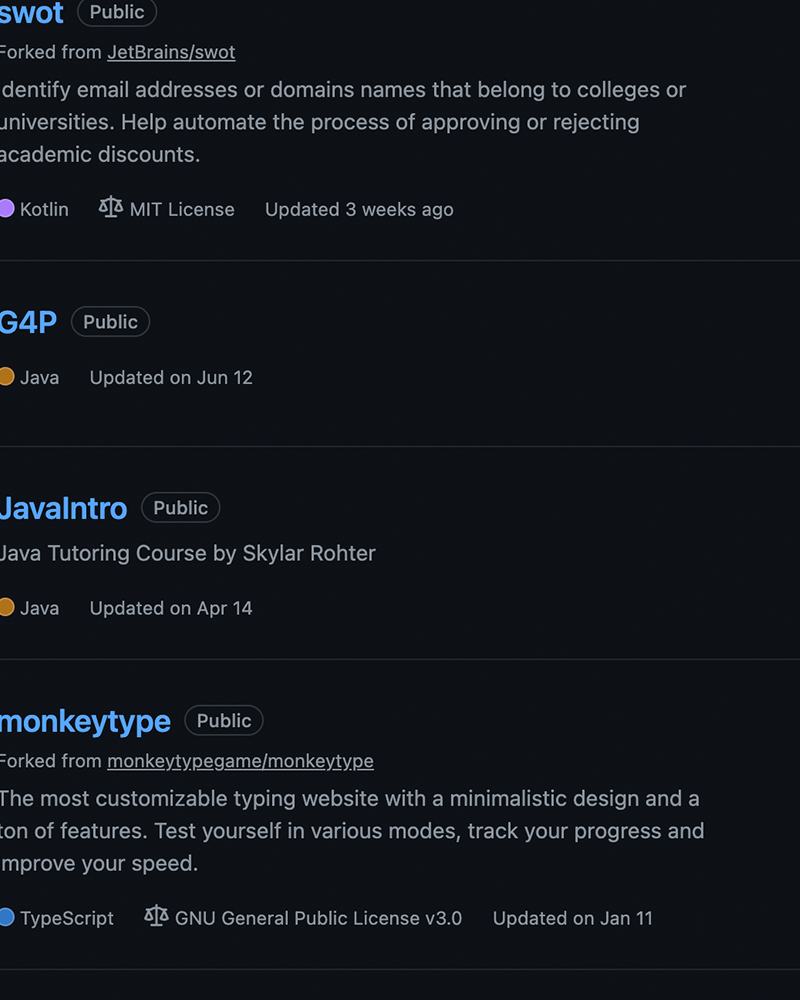 swot Public
Forked from JetBrains/swot
Identify email addresses or domains names that belong to colleges or
universities. Help automate the process of approving or rejecting
academic discounts.
Kotlin MIT License Updated 3 weeks ago
G4P Public
Java Updated on Jun 12
JavaIntro Public
Java Tutoring Course by Skylar Rohter
Java Updated on Apr 14
monkeytype Public
Forked from monkeytypegame/monkeytype
The most customizable typing website with a minimalistic design and a
ton of features. Test yourself in various modes, track your progress and
improve your speed.
TypeScript GNU General Public License v3.0 Updated on Jan 11